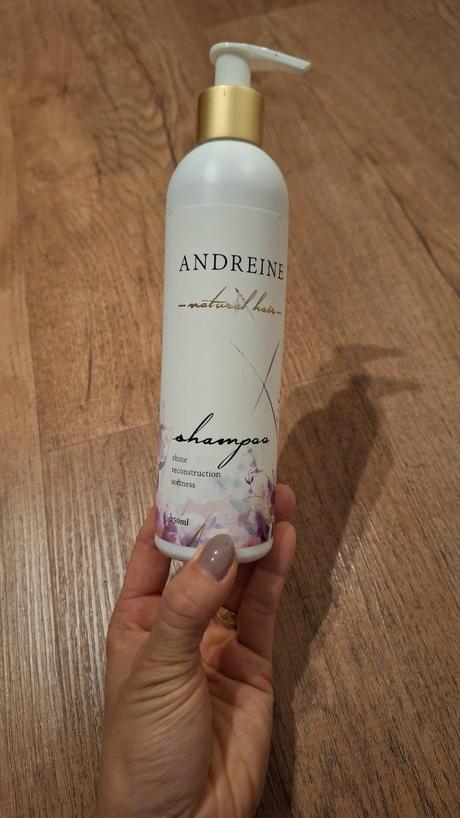 ANDREINE
-natural hair-
shampoo
shine
reconstruction
softness
250ml